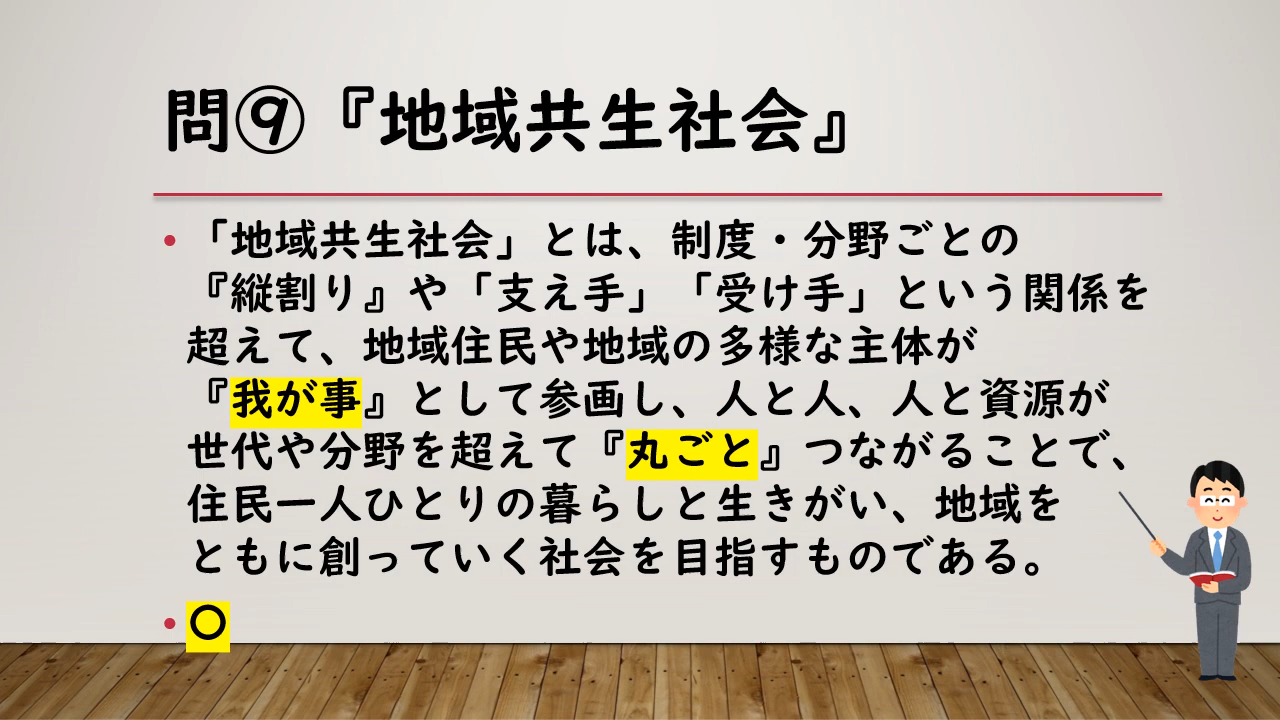 問⑨『地域共生社会』
• 「地域共生社会」とは、制度・分野ごとの
『縦割り』や「支え手」「受け手」という関係を
超えて、地域住民や地域の多様な主体が
『我が事』として参画し、人と人、人と資源が
世代や分野を超えて『丸ごと』つながることで、
住民一人ひとりの暮らしと生きがい、地域を
ともに創っていく社会を目指すものである。
• 〇